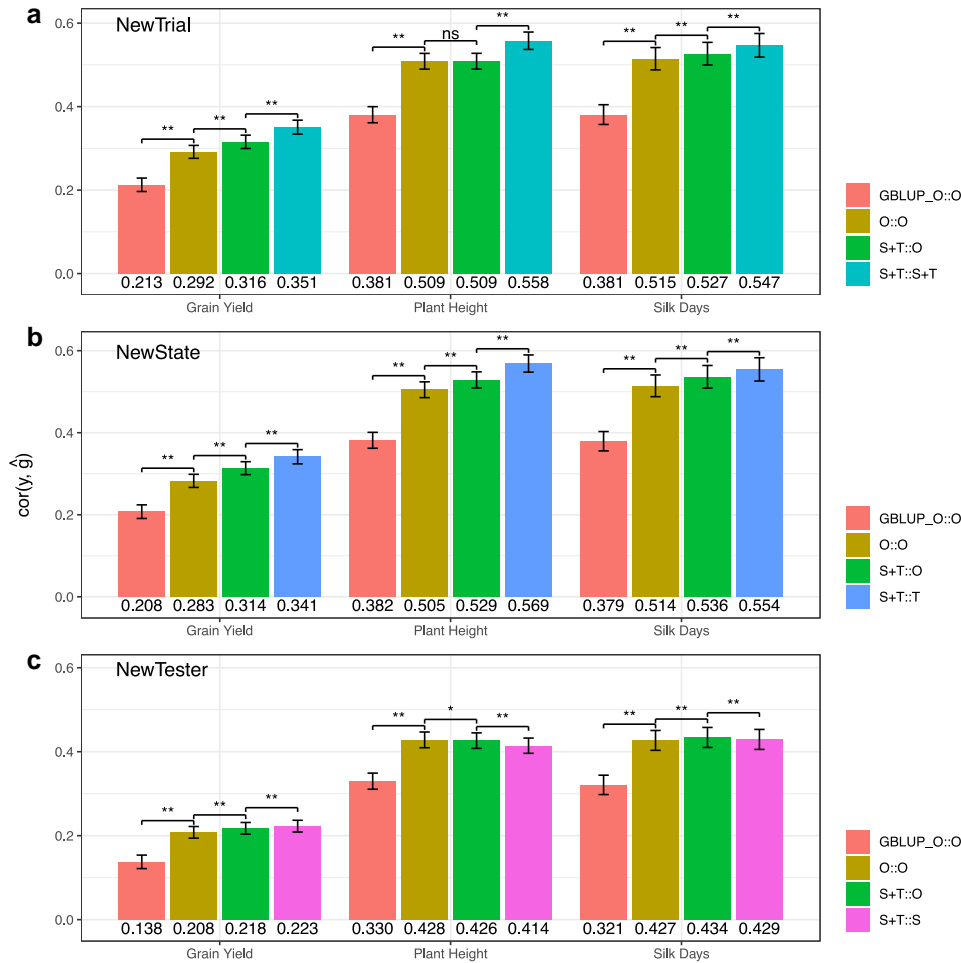 a
NewTrial
0.6
0.4
0.2
0.0
** ** **
** ns **
** ** **
0.213 0.292 0.316 0.351 0.381 0.509 0.509 0.558 0.381 0.515 0.527 0.547
Grain Yield Plant Height Silk Days
GBLUP_O::O
O::O
S+T::O
S+T::S+T
b
NewState
cor(y, ĝ)
0.6
0.4
0.2
0.0
** ** **
** ** **
** ** **
0.208 0.283 0.314 0.341 0.382 0.505 0.529 0.569 0.379 0.514 0.536 0.554
Grain Yield Plant Height Silk Days
GBLUP_O::O
O::O
S+T::O
S+T::T
c
NewTester
0.6
0.4
0.2
0.0
** ** **
** * **
** ** **
0.138 0.208 0.218 0.223 0.330 0.428 0.426 0.414 0.321 0.427 0.434 0.429
Grain Yield Plant Height Silk Days
GBLUP_O::O
O::O
S+T::O
S+T::S